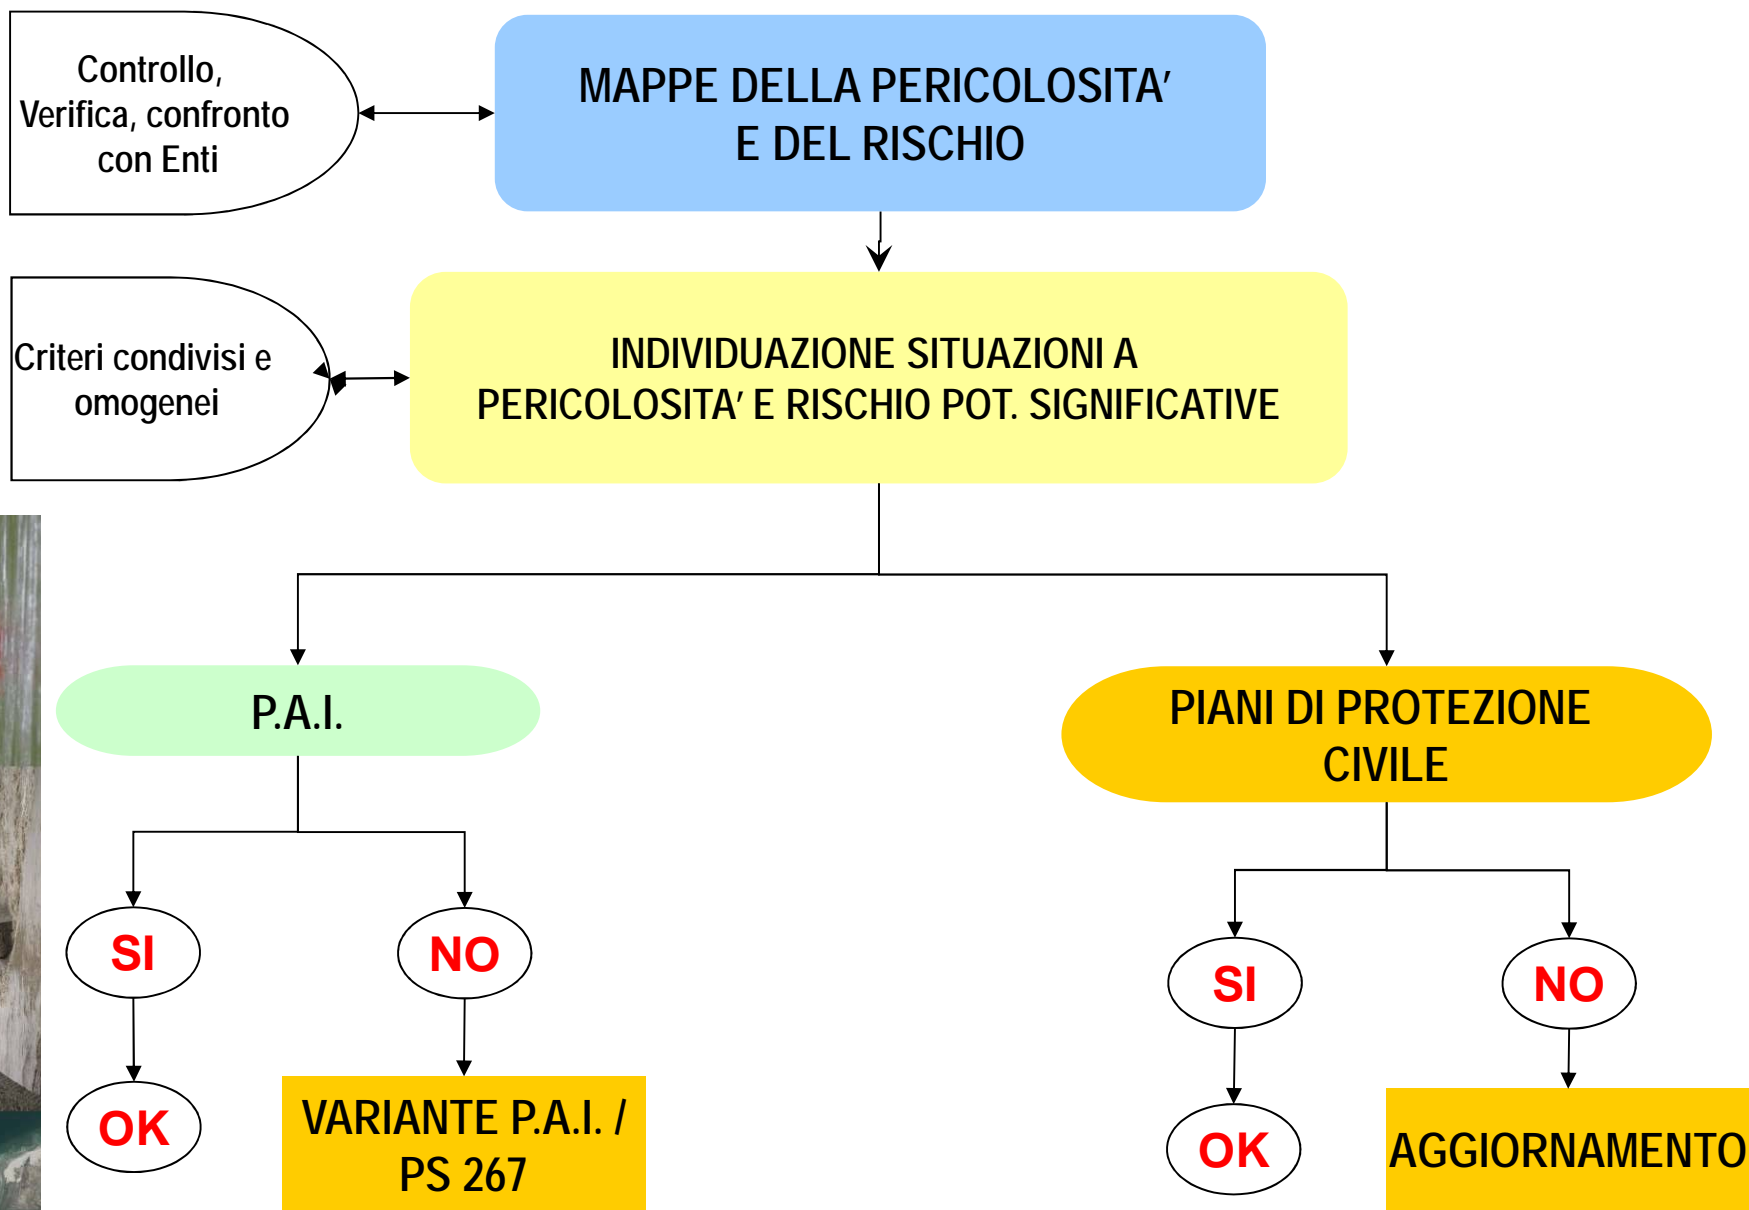 Controllo,
Verifica, confronto
con Enti
MAPPE DELLA PERICOLOSITA’
E DEL RISCHIO
Criteri condivisi e
omogenei
INDIVIDUAZIONE SITUAZIONI A
PERICOLOSITA’ E RISCHIO POT. SIGNIFICATIVE
P.A.I.
PIANI DI PROTEZIONE
CIVILE
SI
NO
SI
NO
OK
VARIANTE P.A.I. /
PS 267
OK
AGGIORNAMENTO